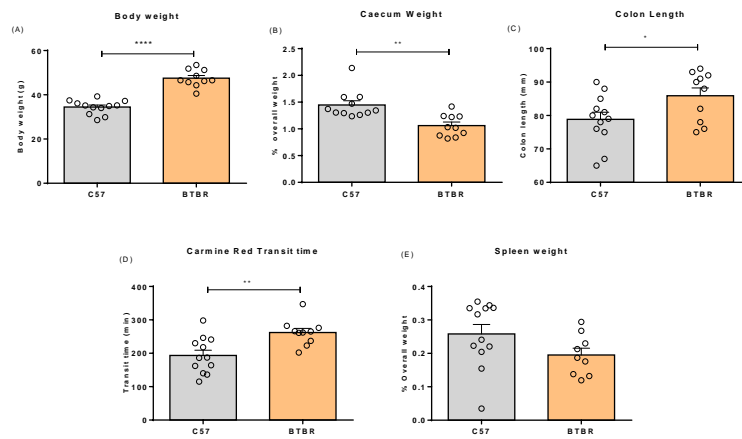 Body weight
(A)
****
Body weight(g)
60
40
20
0
C57
BTBR
Caecum Weight
(B)
**
% overall weight
2.5
2.0
1.5
1.0
0.5
0.0
C57
BTBR
Colon Length
(C)
*
Colon length (mm)
100
90
80
70
60
C57
BTBR
Carmine Red Transit time
(D)
**
Transit time (min)
400
300
200
100
0
C57
BTBR
Spleen weight
(E)
% Overall weight
0.4
0.3
0.2
0.1
0.0
C57
BTBR